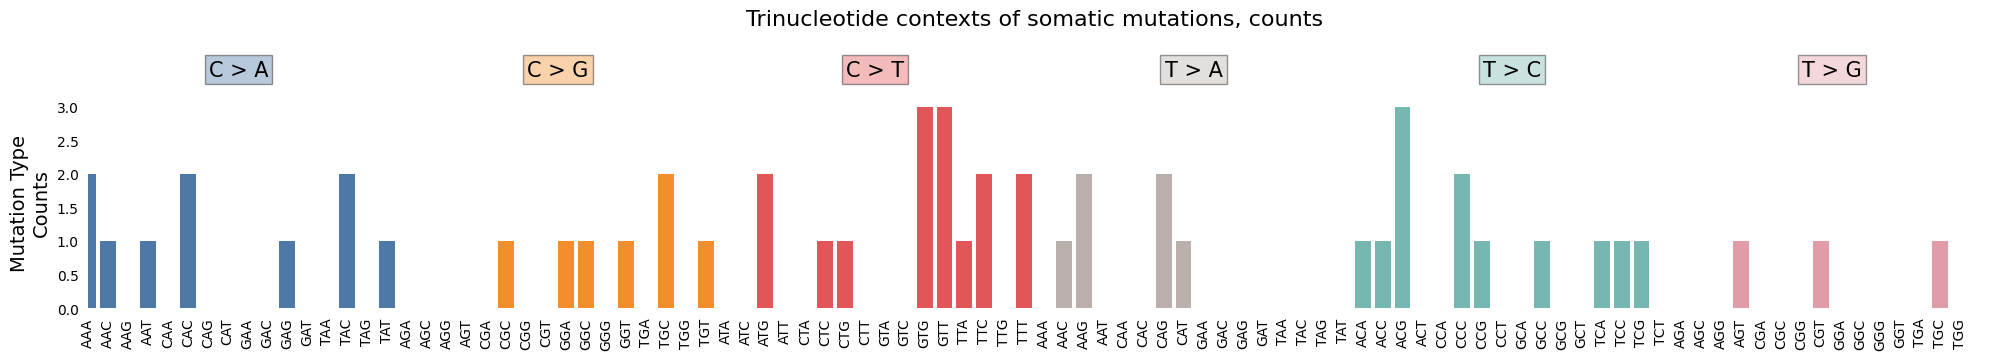 Trinucleotide contexts of somatic mutations, counts
C > A
C > G
C > T
T > A
T > C
T > G
Mutation Type
Counts
3.0
2.5
2.0
1.5
1.0
0.5
0.0
AAA AAC AAG AAT CAA CAC CAG CAT GAA GAC GAG GAT TAA TAC TAG TAT AGA AGC AGG AGT CGA CGC CGG CGT GGA GGC GGG GGT TGA TGC TGG TGT ATA ATC ATG ATT CTA CTC CTG CTT GTA GTC GTG GTT TTA TTC TTG TTT AAA AAC AAG AAT CAA CAC CAG CAT GAA GAC GAG GAT TAA TAC TAG TAT ACA ACC ACG ACT CCA CCC CCG CCT GCA GCC GCG GCT TCA TCC TCG TCT AGA AGC AGG AGT CGA CGC CGG CGT GGA GGC GGG GGT TGA TGC TGG